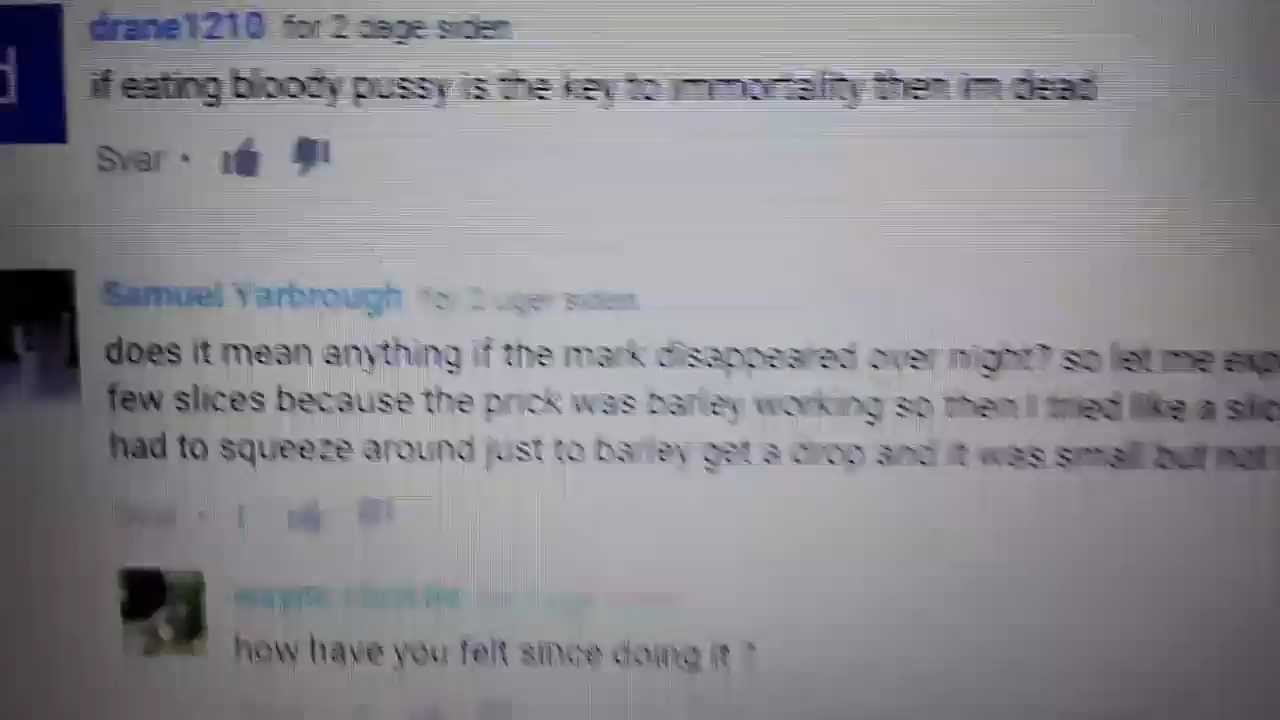 d
drane1210 for 2 dage siden
if eating bloody pussy is the key to immortality then im dead
Svar •
Samuel Yarbrough for 2 uger siden
does it mean anything if the mark disappeared over night? so let me exp
few slices because the prick was barley working so then I tried like a slic
had to squeeze around just to barley get a drop and it was small but not
Svar • 1
how have you felt since doing it ?